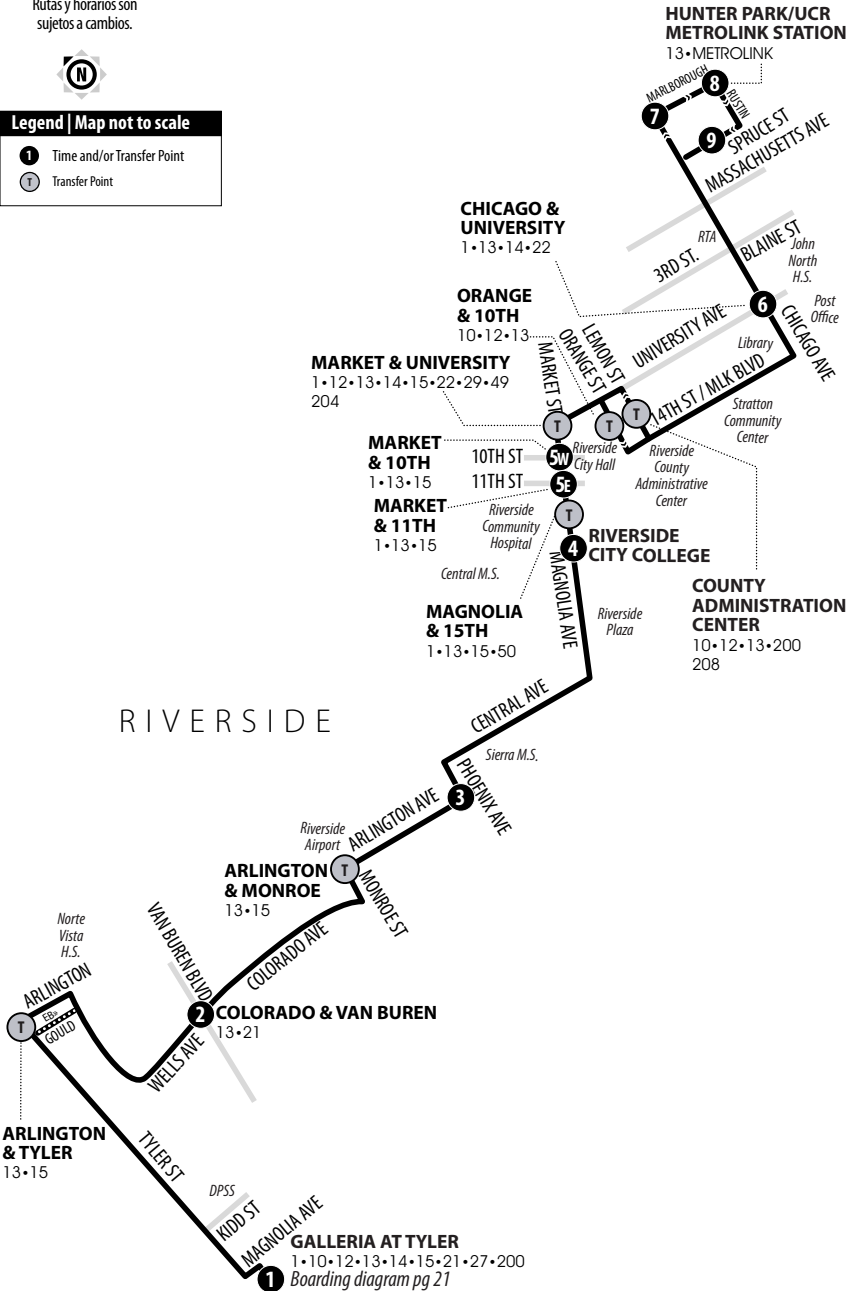 Rutas y horarios son
sujetos a cambios.
N
Legend | Map not to scale
1 Time and/or Transfer Point
T Transfer Point
HUNTER PARK/UCR
METROLINK STATION
13•METROLINK
MARLBOROUGH
8
RUSTIN
7
9
SPRUCE ST
MASSACHUSETTS AVE
CHICAGO &
UNIVERSITY
1•13•14•22
RTA
3RD ST.
BLAINE ST
John
North
H.S.
6
Post
Office
CHICAGO AVE
ORANGE
& 10TH
10•12•13
LEMON ST
ORANGE ST
UNIVERSITY AVE
Library
MARKET ST
14TH ST / MLK BLVD
MARKET & UNIVERSITY
1•12•13•14•15•22•29•49
204
T
T
T
Stratton
Community
Center
MARKET
& 10TH
1•13•15
10TH ST
5W
Riverside
City Hall
Riverside
County
Administrative
Center
11TH ST
5E
MARKET
& 11TH
1•13•15
Riverside
Community
Hospital
T
4
RIVERSIDE
CITY COLLEGE
Central M.S.
MAGNOLIA AVE
MAGNOLIA
& 15TH
1•13•15•50
Riverside
Plaza
COUNTY
ADMINISTRATION
CENTER
10•12•13•200
208
RIVERSIDE
CENTRAL AVE
Sierra M.S.
PHOENIX AVE
3
ARLINGTON AVE
Riverside
Airport
T
ARLINGTON
& MONROE
13•15
MONROE ST
COLORADO AVE
VAN BUREN BLVD
Norte
Vista
H.S.
ARLINGTON
EB»
GOULD
T
2
COLORADO & VAN BUREN
13•21
WELLS AVE
ARLINGTON
& TYLER
13•15
TYLER ST
DPSS
KIDD ST
MAGNOLIA AVE
GALLERIA AT TYLER
1•10•12•13•14•15•21•27•200
1
Boarding diagram pg 21